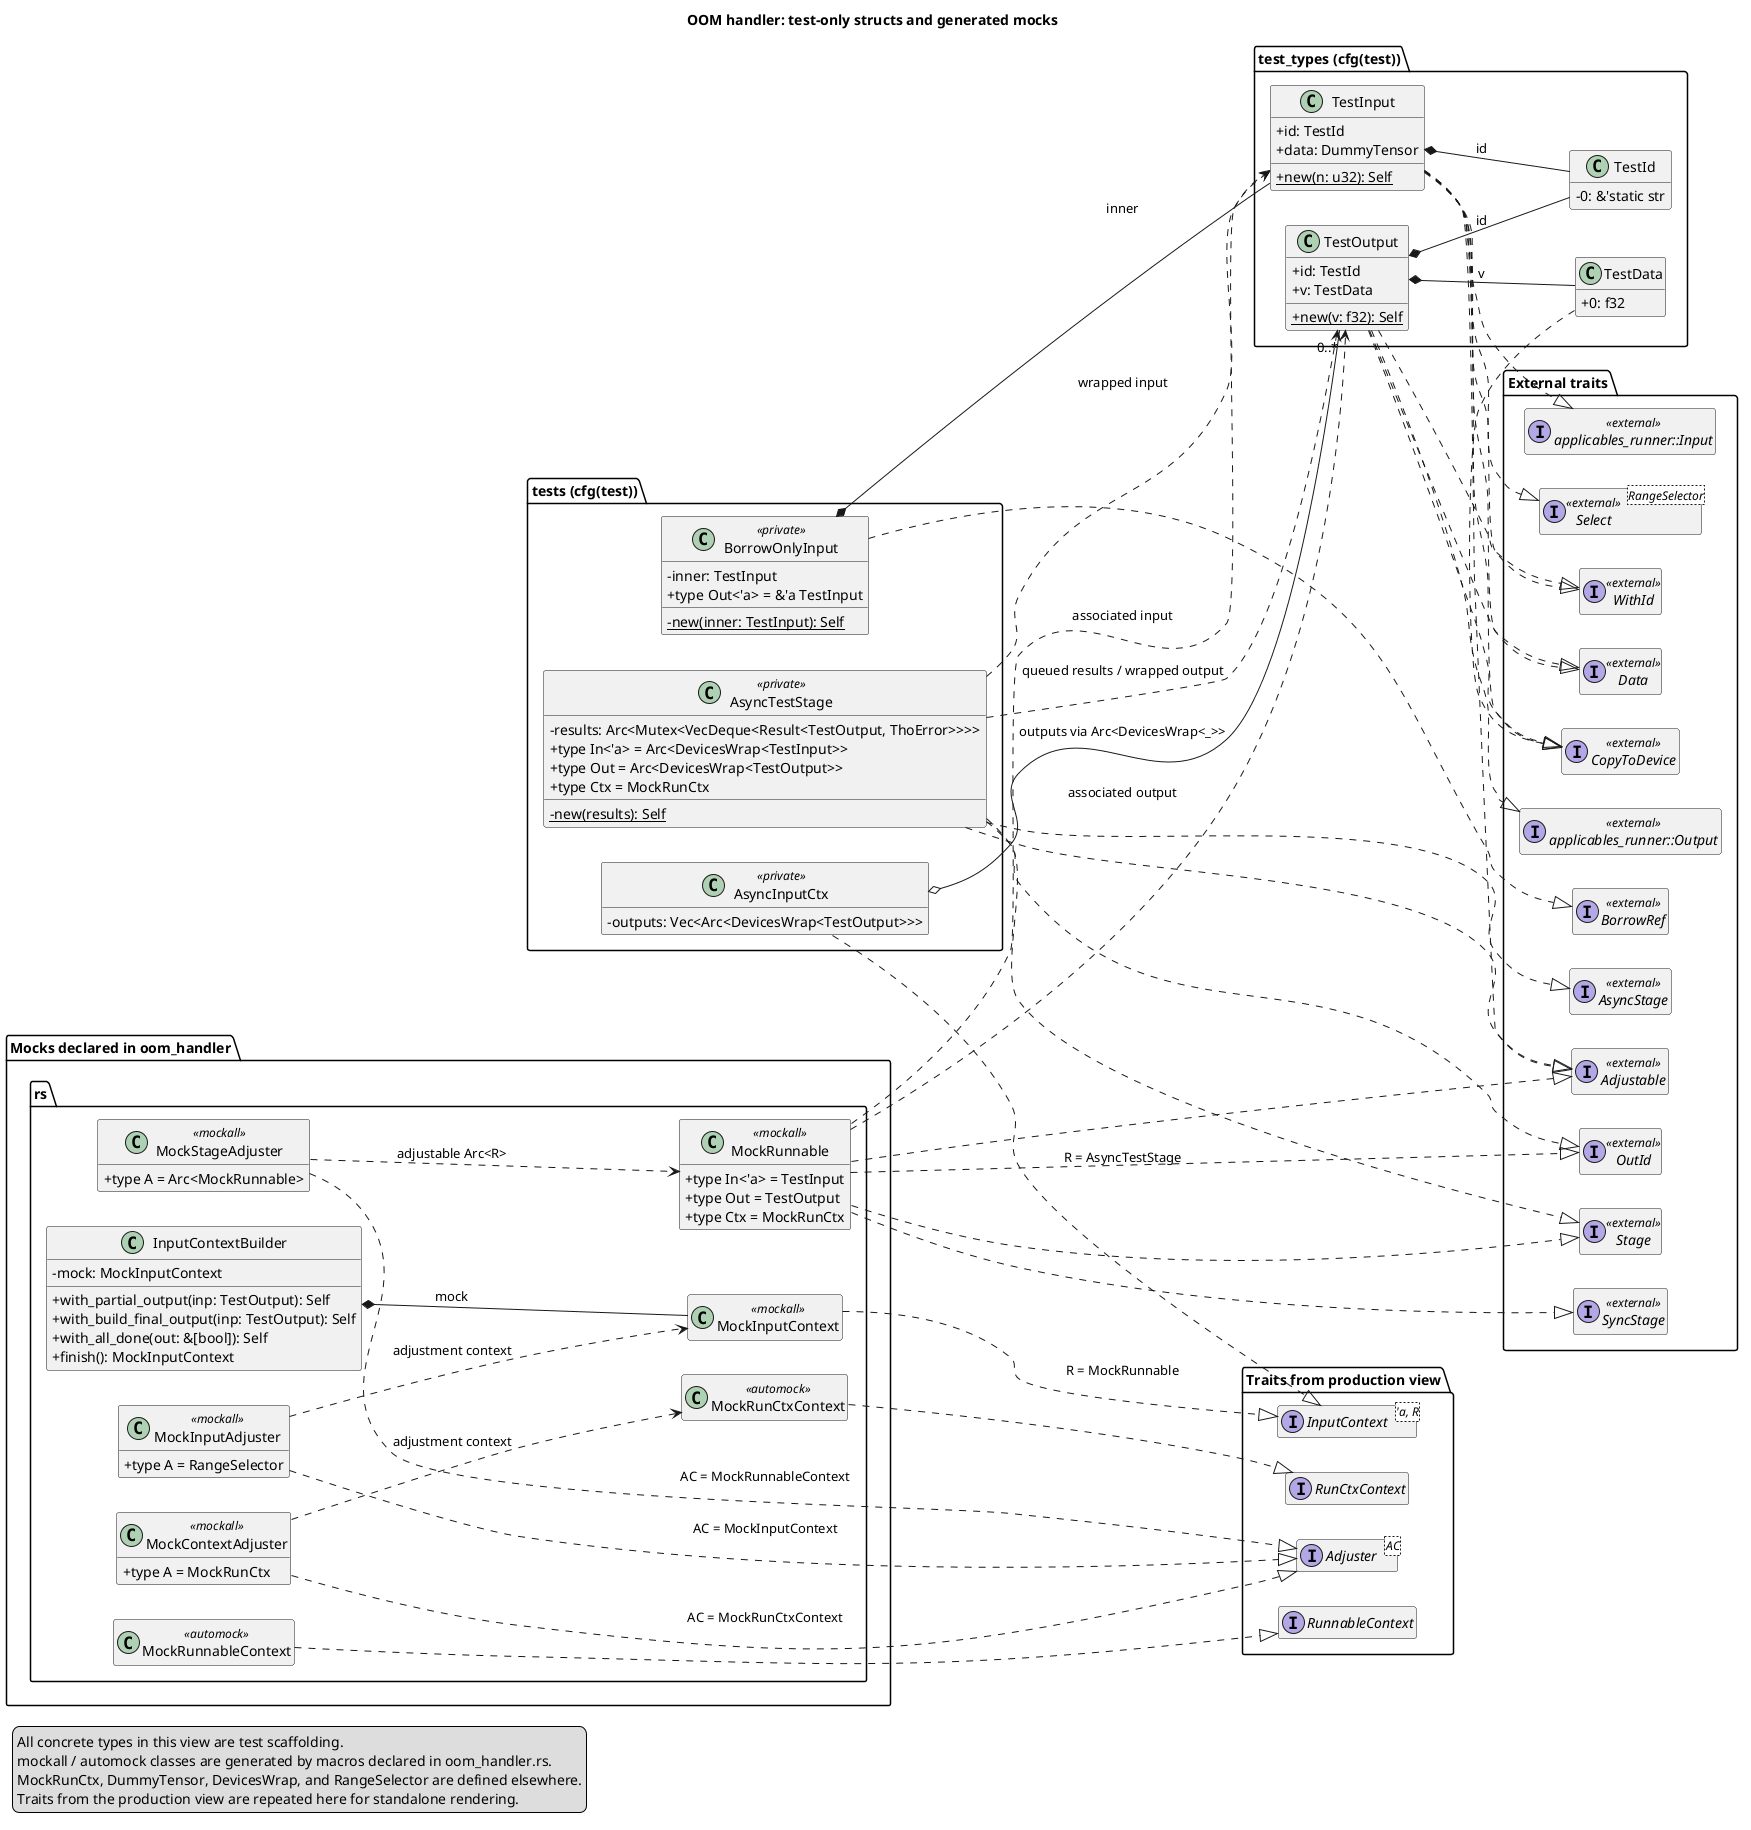 OOM handler: test-only structs and generated mocks
test_types (cfg(test))
C TestInput
+id: TestId
+data: DummyTensor
+new(n: u32): Self
C TestOutput
+id: TestId
+v: TestData
+new(v: f32): Self
C TestId
-0: &'static str
C TestData
+0: f32
id
id
v
0..*
inner
wrapped input
associated input
queued results / wrapped output
outputs via Arc<DevicesWrap<_>>
associated output
tests (cfg(test))
C «private»
BorrowOnlyInput
-inner: TestInput
+type Out<'a> = &'a TestInput
-new(inner: TestInput): Self
C «private»
AsyncTestStage
-results: Arc<Mutex<VecDeque<Result<TestOutput, ThoError>>>>
+type In<'a> = Arc<DevicesWrap<TestInput>>
+type Out = Arc<DevicesWrap<TestOutput>>
+type Ctx = MockRunCtx
-new(results): Self
C «private»
AsyncInputCtx
-outputs: Vec<Arc<DevicesWrap<TestOutput>>>
External traits
I «external»
applicables_runner::Input
RangeSelector
I «external»
Select
I «external»
WithId
I «external»
Data
I «external»
CopyToDevice
I «external»
applicables_runner::Output
I «external»
BorrowRef
I «external»
AsyncStage
I «external»
Adjustable
I «external»
OutId
I «external»
Stage
I «external»
SyncStage
Mocks declared in oom_handler
rs
C «mockall»
MockStageAdjuster
+type A = Arc<MockRunnable>
adjustable Arc<R>
C «mockall»
MockRunnable
+type In<'a> = TestInput
+type Out = TestOutput
+type Ctx = MockRunCtx
R = AsyncTestStage
C InputContextBuilder
-mock: MockInputContext
+with_partial_output(inp: TestOutput): Self
+with_build_final_output(inp: TestOutput): Self
+with_all_done(out: &[bool]): Self
+finish(): MockInputContext
mock
C «mockall»
MockInputContext
adjustment context
R = MockRunnable
C «automock»
MockRunCtxContext
C «mockall»
MockInputAdjuster
+type A = RangeSelector
adjustment context
AC = MockRunnableContext
C «mockall»
MockContextAdjuster
+type A = MockRunCtx
AC = MockInputContext
AC = MockRunCtxContext
C «automock»
MockRunnableContext
Traits from production view
I InputContext
'a, R
I RunCtxContext
I Adjuster
AC
I RunnableContext
All concrete types in this view are test scaffolding.
mockall / automock classes are generated by macros declared in oom_handler.rs.
MockRunCtx, DummyTensor, DevicesWrap, and RangeSelector are defined elsewhere.
Traits from the production view are repeated here for standalone rendering.